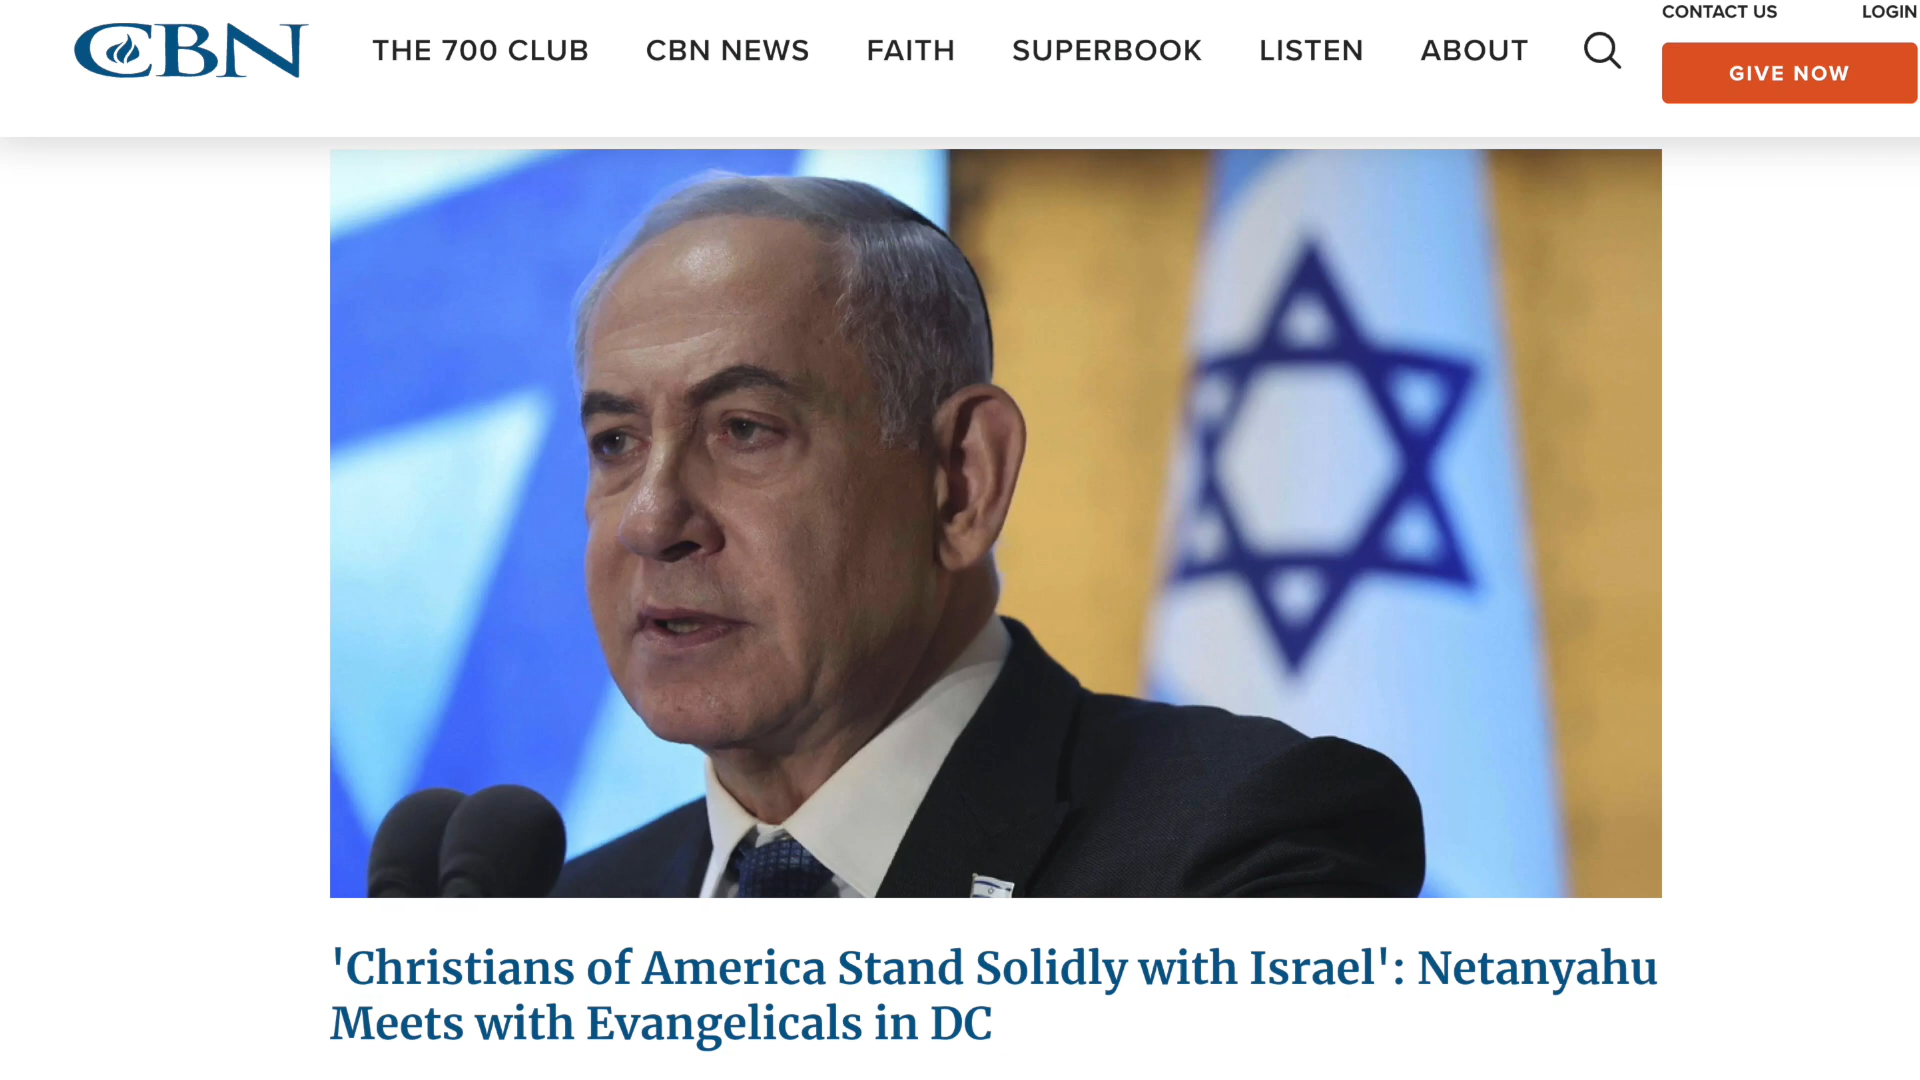 CONTACT US
LOGIN
CBN
THE 700 CLUB
CBN NEWS
FAITH
SUPERBOOK
LISTEN
ABOUT
GIVE NOW
'Christians of America Stand Solidly with Israel': Netanyahu
Meets with Evangelicals in DC